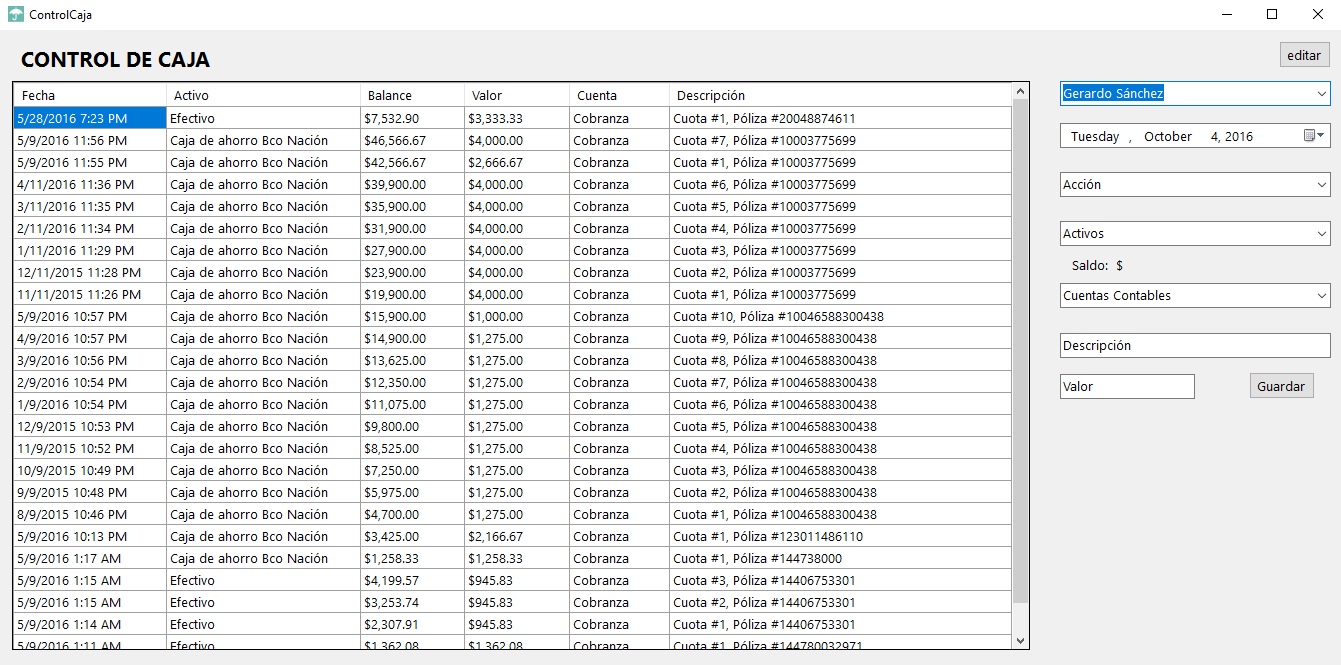 ControlCaja
CONTROL DE CAJA
editar
Fecha Activo Balance Valor Cuenta Descripción
5/28/2016 7:23 PM Efectivo $7,532.90 $3,333.33 Cobranza Cuota #1, Póliza #20048874611
5/9/2016 11:56 PM Caja de ahorro Bco Nación $46,566.67 $4,000.00 Cobranza Cuota #7, Póliza #10003775699
5/9/2016 11:55 PM Caja de ahorro Bco Nación $42,566.67 $2,666.67 Cobranza Cuota #1, Póliza #10003775699
4/11/2016 11:36 PM Caja de ahorro Bco Nación $39,900.00 $4,000.00 Cobranza Cuota #6, Póliza #10003775699
3/11/2016 11:35 PM Caja de ahorro Bco Nación $35,900.00 $4,000.00 Cobranza Cuota #5, Póliza #10003775699
2/11/2016 11:34 PM Caja de ahorro Bco Nación $31,900.00 $4,000.00 Cobranza Cuota #4, Póliza #10003775699
1/11/2016 11:29 PM Caja de ahorro Bco Nación $27,900.00 $4,000.00 Cobranza Cuota #3, Póliza #10003775699
12/11/2015 11:28 PM Caja de ahorro Bco Nación $23,900.00 $4,000.00 Cobranza Cuota #2, Póliza #10003775699
11/11/2015 11:26 PM Caja de ahorro Bco Nación $19,900.00 $4,000.00 Cobranza Cuota #1, Póliza #10003775699
5/9/2016 10:57 PM Caja de ahorro Bco Nación $15,900.00 $1,000.00 Cobranza Cuota #10, Póliza #10046588300438
4/9/2016 10:57 PM Caja de ahorro Bco Nación $14,900.00 $1,275.00 Cobranza Cuota #9, Póliza #10046588300438
3/9/2016 10:56 PM Caja de ahorro Bco Nación $13,625.00 $1,275.00 Cobranza Cuota #8, Póliza #10046588300438
2/9/2016 10:54 PM Caja de ahorro Bco Nación $12,350.00 $1,275.00 Cobranza Cuota #7, Póliza #10046588300438
1/9/2016 10:54 PM Caja de ahorro Bco Nación $11,075.00 $1,275.00 Cobranza Cuota #6, Póliza #10046588300438
12/9/2015 10:53 PM Caja de ahorro Bco Nación $9,800.00 $1,275.00 Cobranza Cuota #5, Póliza #10046588300438
11/9/2015 10:52 PM Caja de ahorro Bco Nación $8,525.00 $1,275.00 Cobranza Cuota #4, Póliza #10046588300438
10/9/2015 10:49 PM Caja de ahorro Bco Nación $7,250.00 $1,275.00 Cobranza Cuota #3, Póliza #10046588300438
9/9/2015 10:48 PM Caja de ahorro Bco Nación $5,975.00 $1,275.00 Cobranza Cuota #2, Póliza #10046588300438
8/9/2015 10:46 PM Caja de ahorro Bco Nación $4,700.00 $1,275.00 Cobranza Cuota #1, Póliza #10046588300438
5/9/2016 10:13 PM Caja de ahorro Bco Nación $3,425.00 $2,166.67 Cobranza Cuota #1, Póliza #123011486110
5/9/2016 1:17 AM Caja de ahorro Bco Nación $1,258.33 $1,258.33 Cobranza Cuota #1, Póliza #144738000
5/9/2016 1:15 AM Efectivo $4,199.57 $945.83 Cobranza Cuota #3, Póliza #14406753301
5/9/2016 1:15 AM Efectivo $3,253.74 $945.83 Cobranza Cuota #2, Póliza #14406753301
5/9/2016 1:14 AM Efectivo $2,307.91 $945.83 Cobranza Cuota #1, Póliza #14406753301
5/9/2016 1:11 AM Efectivo $1,362.08 $1,362.08 Cobranza Cuota #1, Póliza #144780032971
Gerardo Sánchez
Tuesday , October 4, 2016
Acción
Activos
Saldo: $
Cuentas Contables
Descripción
Valor Guardar